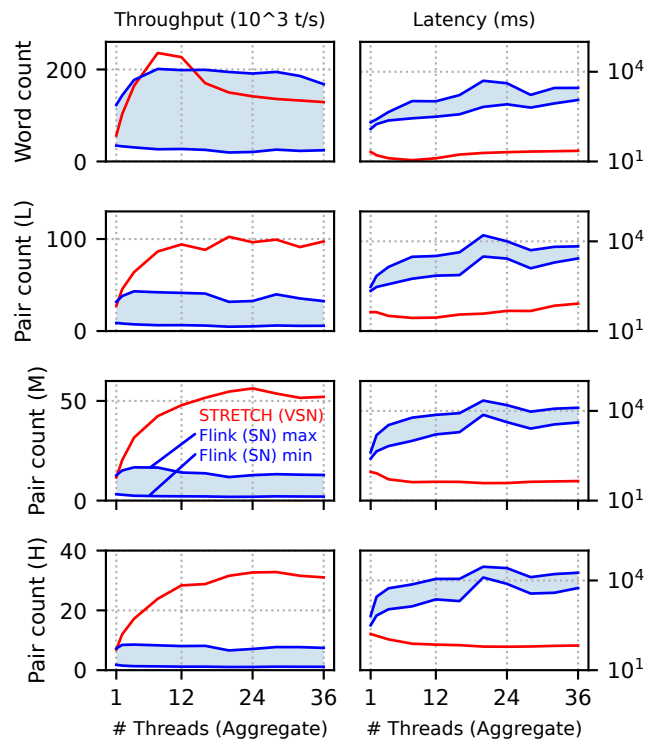 Throughput (10^3 t/s)
Latency (ms)
Word count
200
0
10^4
10^1
Pair count (L)
100
0
10^4
10^1
Pair count (M)
50
0
STRETCH (VSN)
Flink (SN) max
Flink (SN) min
10^4
10^1
Pair count (H)
40
20
0
10^4
10^1
1 12 24 36
1 12 24 36
# Threads (Aggregate)
# Threads (Aggregate)